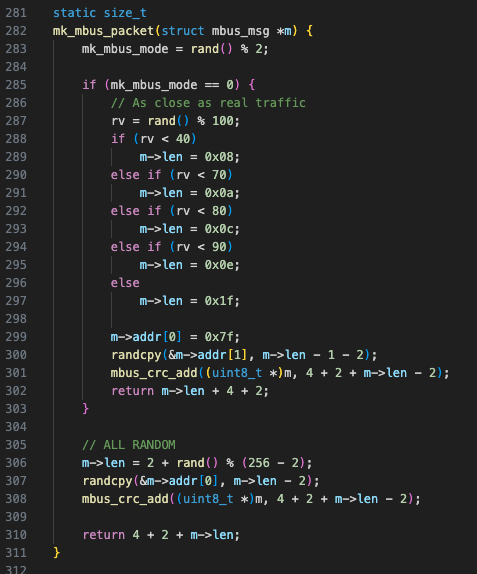 281 static size_t
282 mk_mbus_packet(struct mbus_msg *m) {
283     mk_mbus_mode = rand() % 2;
284
285     if (mk_mbus_mode == 0) {
286         // As close as real traffic
287         rv = rand() % 100;
288         if (rv < 40)
289             m->len = 0x08;
290         else if (rv < 70)
291             m->len = 0x0a;
292         else if (rv < 80)
293             m->len = 0x0c;
294         else if (rv < 90)
295             m->len = 0x0e;
296         else
297             m->len = 0x1f;
298
299         m->addr[0] = 0x7f;
300         randcpy(&m->addr[1], m->len - 1 - 2);
301         mbus_crc_add((uint8_t *)m, 4 + 2 + m->len - 2);
302         return m->len + 4 + 2;
303     }
304
305     // ALL RANDOM
306     m->len = 2 + rand() % (256 - 2);
307     randcpy(&m->addr[0], m->len - 2);
308     mbus_crc_add((uint8_t *)m, 4 + 2 + m->len - 2);
309
310     return 4 + 2 + m->len;
311 }
312